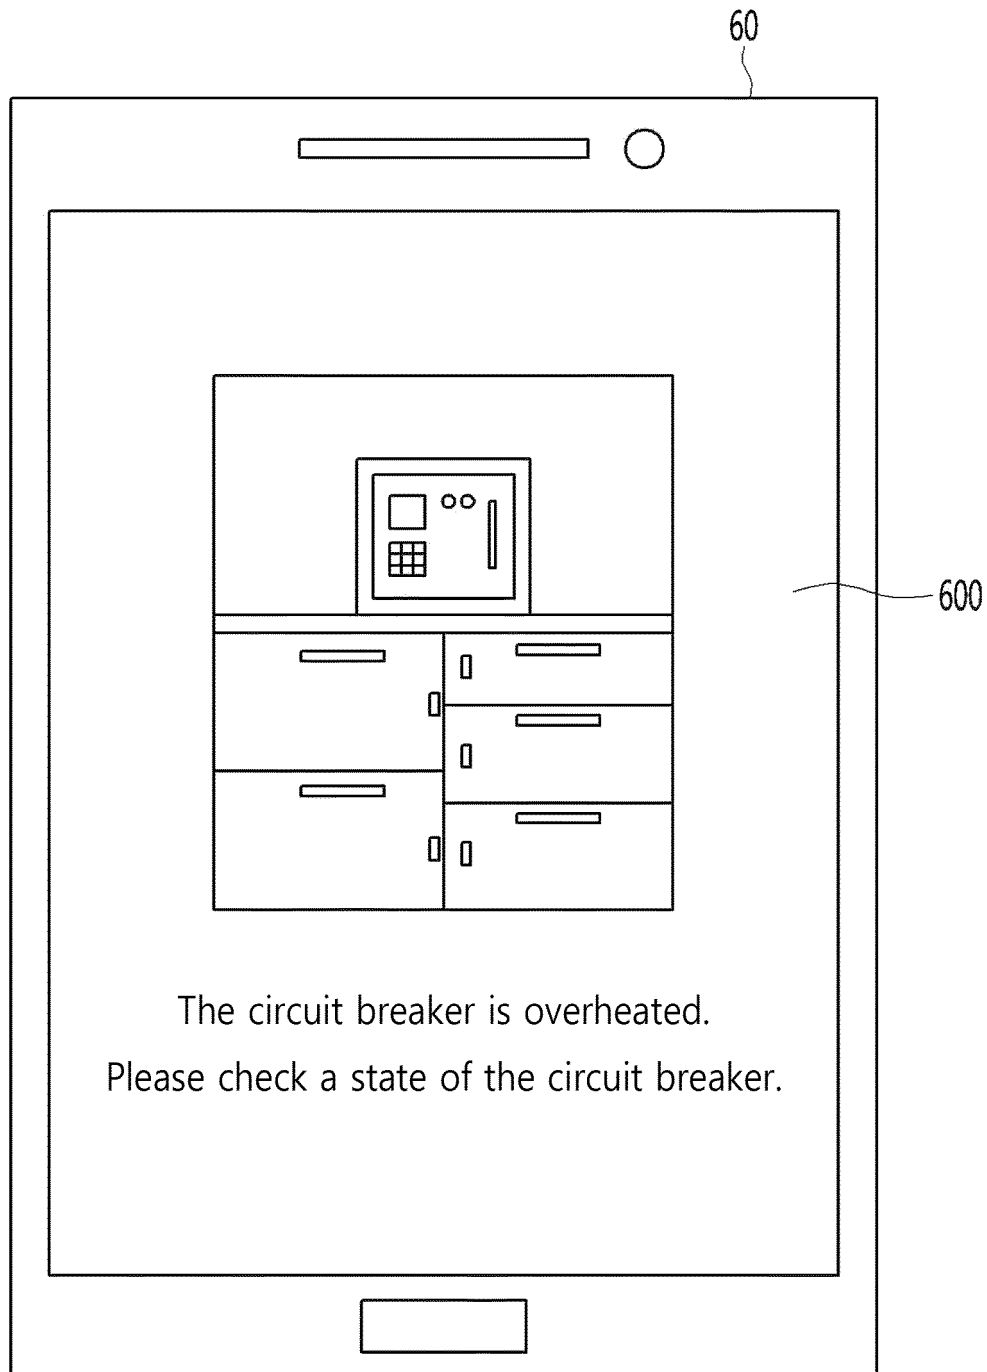 60
600
The circuit breaker is overheated.
Please check a state of the circuit breaker.